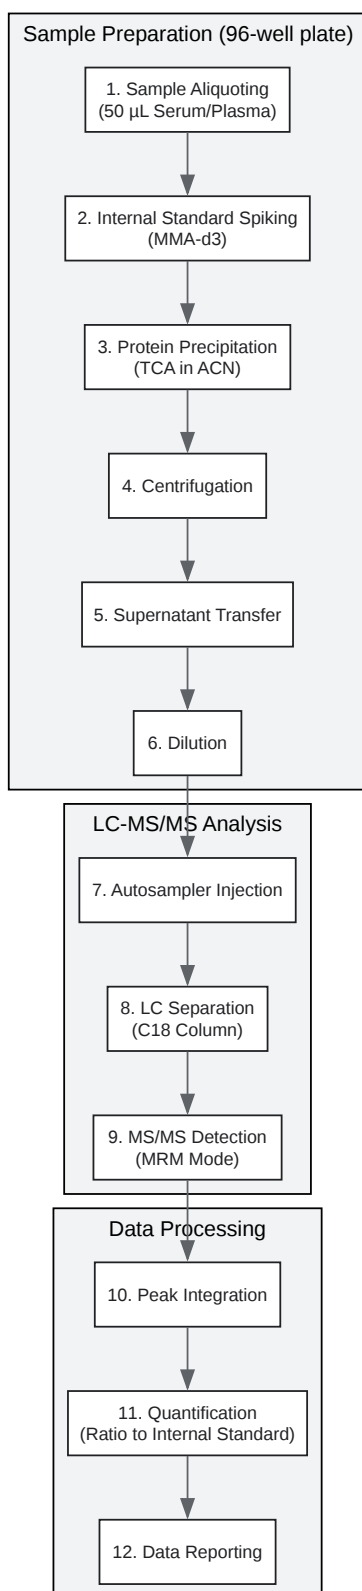 Sample Preparation (96-well plate)
1. Sample Aliquoting
(50 µL Serum/Plasma)
2. Internal Standard Spiking
(MMA-d3)
3. Protein Precipitation
(TCA in ACN)
4. Centrifugation
5. Supernatant Transfer
6. Dilution
LC-MS/MS Analysis
7. Autosampler Injection
8. LC Separation
(C18 Column)
9. MS/MS Detection
(MRM Mode)
Data Processing
10. Peak Integration
11. Quantification
(Ratio to Internal Standard)
12. Data Reporting